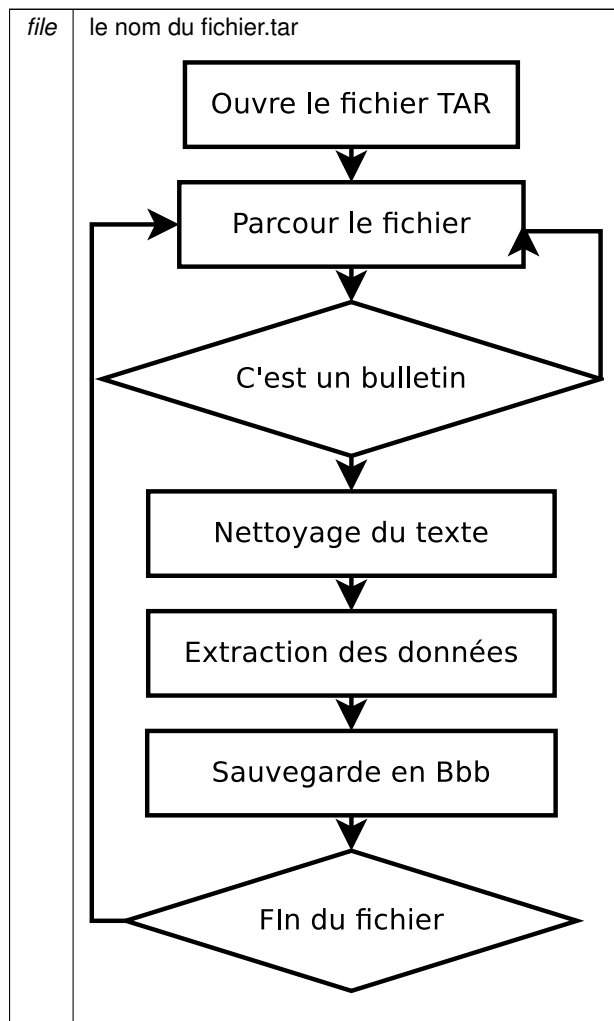 file le nom du fichier.tar
Ouvre le fichier TAR
Parcour le fichier
C'est un bulletin
Nettoyage du texte
Extraction des données
Sauvegarde en Bbb
FIn du fichier